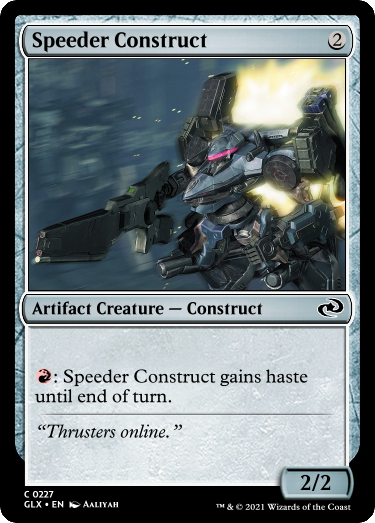 Speeder Construct 2
Artifact Creature — Construct
: Speeder Construct gains haste
until end of turn.
“Thrusters online.”
2/2
C 0227
GLX • EN Aaliyah ™ & © 2021 Wizards of the Coast